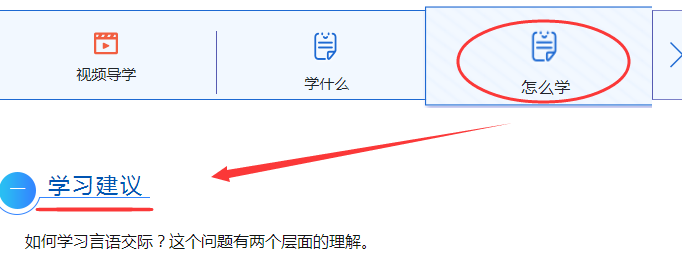 视频导学
学什么
怎么学
一 学习建议
如何学习言语交际？这个问题有两个层面的理解。